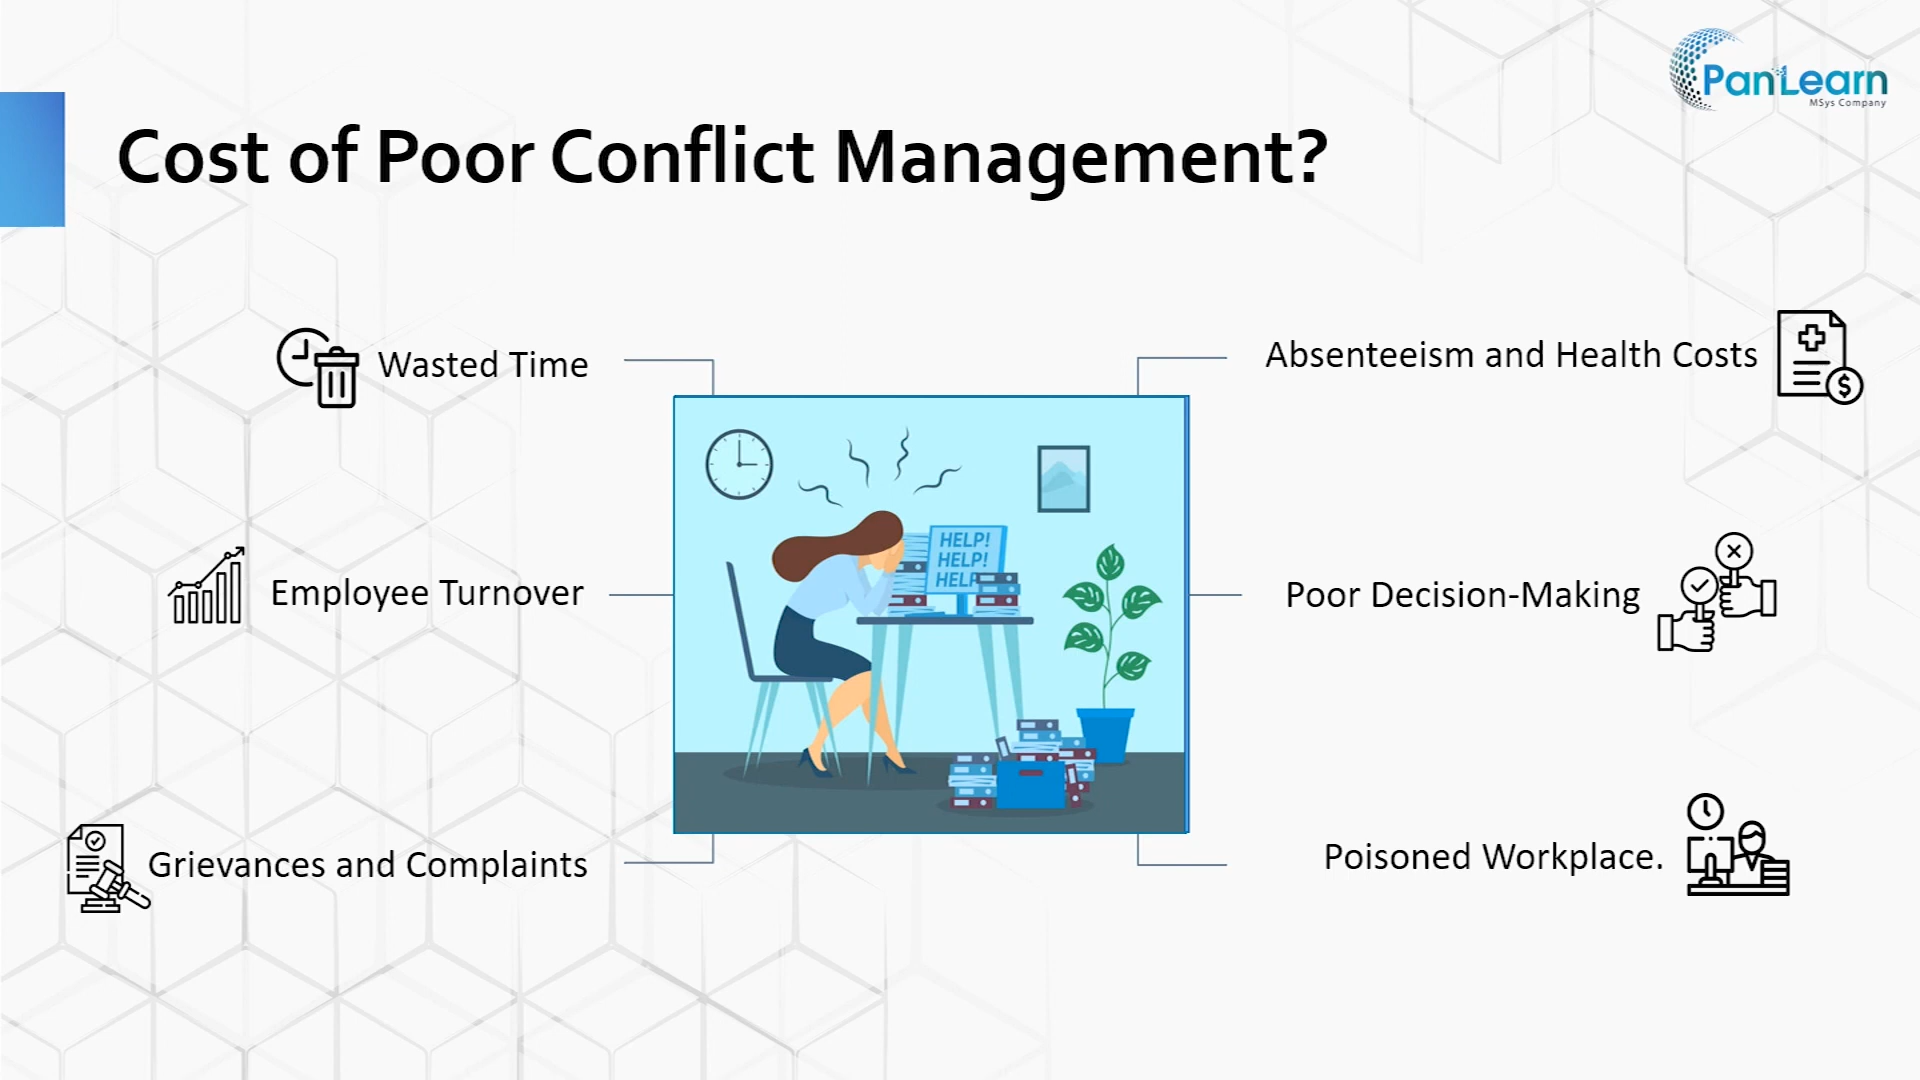 PanLearn
MSys Company
Cost of Poor Conflict Management?
Wasted Time
Absenteeism and Health Costs
$
HELP!
HELP!
HELP
Employee Turnover
Poor Decision-Making
Grievances and Complaints
Poisoned Workplace.